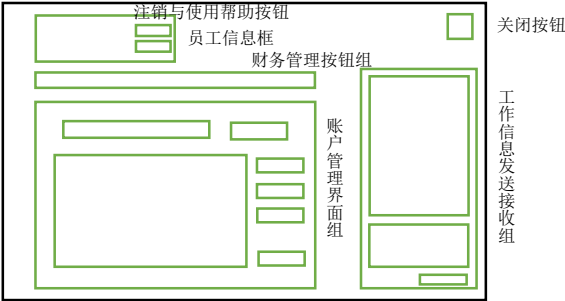 注销与使用帮助按钮
关闭按钮
员工信息框
财务管理按钮组
账户管理界面组
工作信息发送接收组